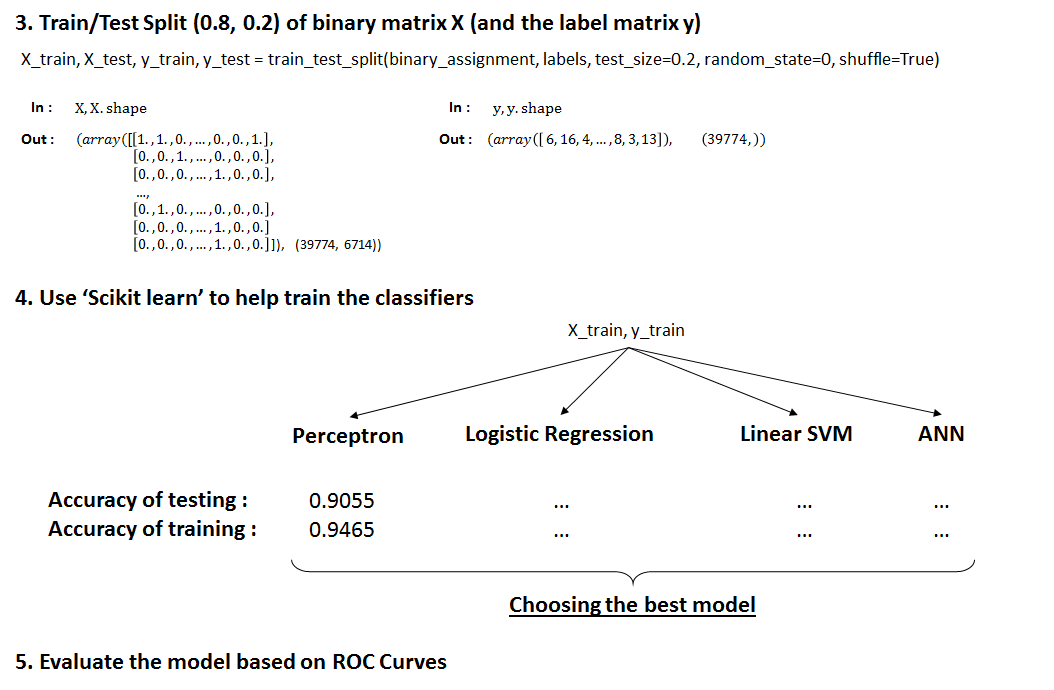 3. Train/Test Split (0.8, 0.2) of binary matrix X (and the label matrix y)
X_train, X_test, y_train, y_test = train_test_split(binary_assignment, labels, test_size=0.2, random_state=0, shuffle=True)
In : X, X. shape
Out : (array([[1. ,1. ,0. , ... ,0. ,0. ,1. ],
[0. ,0. ,1. , ... ,0. ,0. ,0. ],
[0. ,0. ,0. , ... ,1. ,0. ,0. ],
...,
[0. ,1. ,0. , ... ,0. ,0. ,0. ],
[0. ,0. ,0. , ... ,1. ,0. ,0. ]
[0. ,0. ,0. , ... ,1. ,0. ,0. ]]), (39774, 6714))
In : y, y. shape
Out : (array([ 6, 16, 4, ... , 8, 3, 13]), (39774, ))
4. Use ‘Scikit learn’ to help train the classifiers
X_train, y_train
Perceptron Logistic Regression Linear SVM ANN
Accuracy of testing : 0.9055 ... ... ...
Accuracy of training : 0.9465 ... ... ...
Choosing the best model
5. Evaluate the model based on ROC Curves